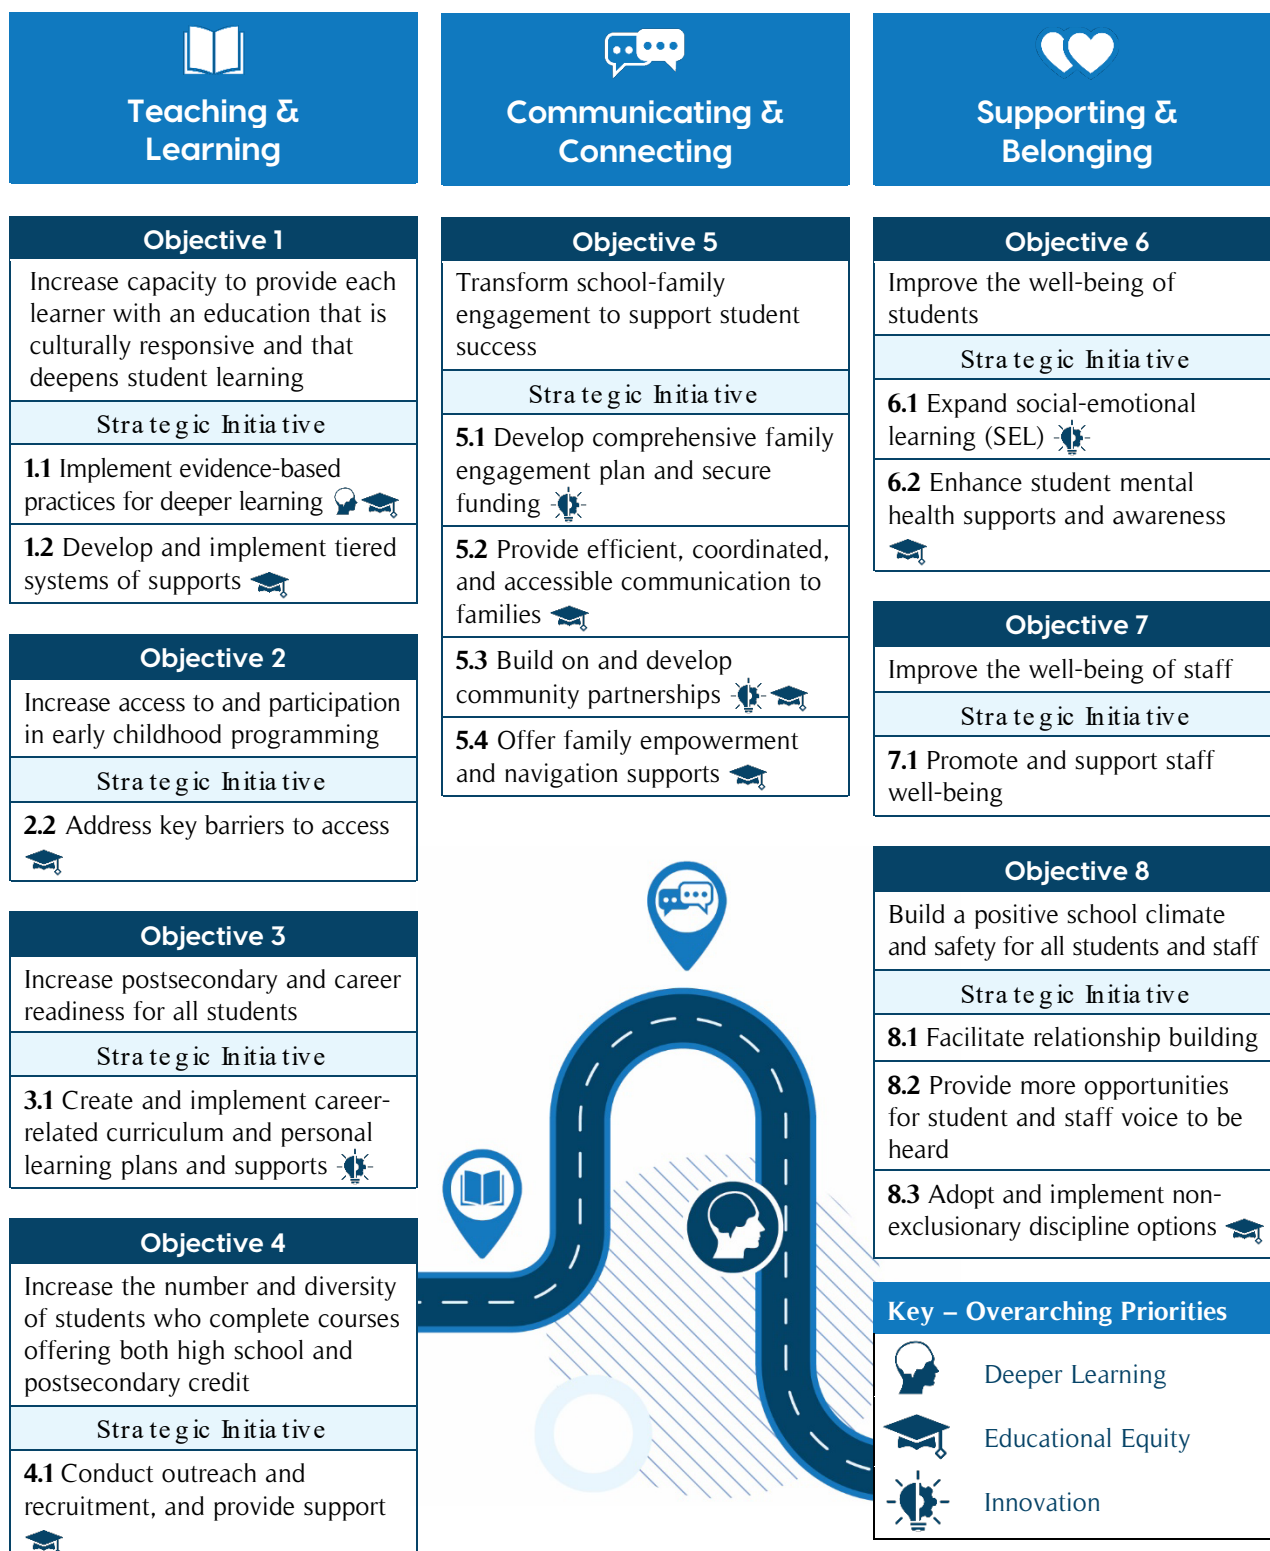 Teaching &
Learning
Objective 1
Increase capacity to provide each
learner with an education that is
culturally responsive and that
deepens student learning
Strategic Initiative
1.1 Implement evidence-based
practices for deeper learning
1.2 Develop and implement tiered
systems of supports
Objective 2
Increase access to and participation
in early childhood programming
Strategic Initiative
2.2 Address key barriers to access
Objective 3
Increase postsecondary and career
readiness for all students
Strategic Initiative
3.1 Create and implement career-
related curriculum and personal
learning plans and supports
Objective 4
Increase the number and diversity
of students who complete courses
offering both high school and
postsecondary credit
Strategic Initiative
4.1 Conduct outreach and
recruitment, and provide support
Communicating &
Connecting
Objective 5
Transform school-family
engagement to support student
success
Strategic Initiative
5.1 Develop comprehensive family
engagement plan and secure
funding
5.2 Provide efficient, coordinated,
and accessible communication to
families
5.3 Build on and develop
community partnerships
5.4 Offer family empowerment
and navigation supports
Supporting &
Belonging
Objective 6
Improve the well-being of
students
Strategic Initiative
6.1 Expand social-emotional
learning (SEL)
6.2 Enhance student mental
health supports and awareness
Objective 7
Improve the well-being of staff
Strategic Initiative
7.1 Promote and support staff
well-being
Objective 8
Build a positive school climate
and safety for all students and staff
Strategic Initiative
8.1 Facilitate relationship building
8.2 Provide more opportunities
for student and staff voice to be
heard
8.3 Adopt and implement non-
exclusionary discipline options
Key – Overarching Priorities
Deeper Learning
Educational Equity
Innovation